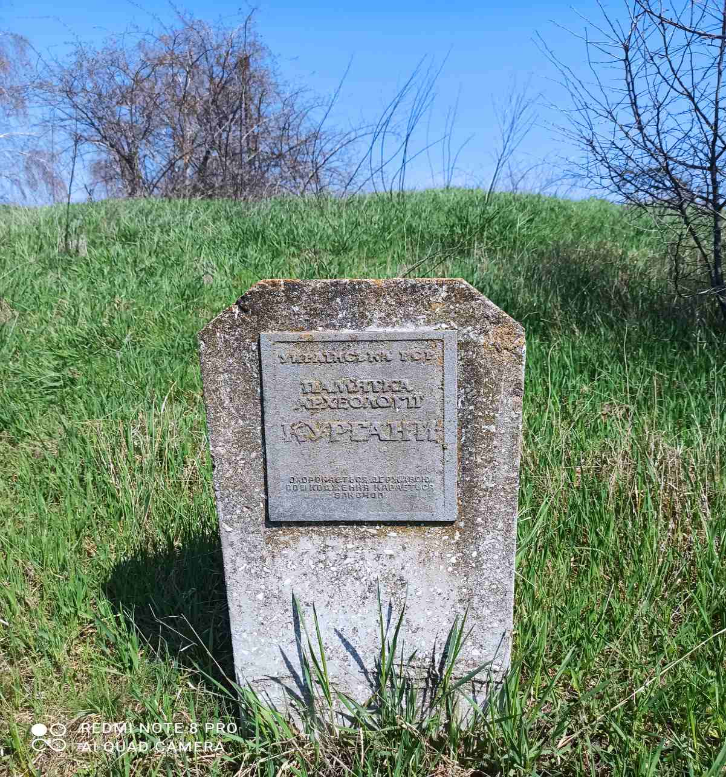 УКРАЇНСЬКА РСР
ПАМ'ЯТКА
АРХЕОЛОГІЇ
КУРГАНИ
ОХОРОНЯЄТЬСЯ ДЕРЖАВОЮ
ПОШКОДЖЕННЯ КАРАЄТЬСЯ
ЗАКОНОМ
REDMI NOTE 8 PRO
AI QUAD CAMERA